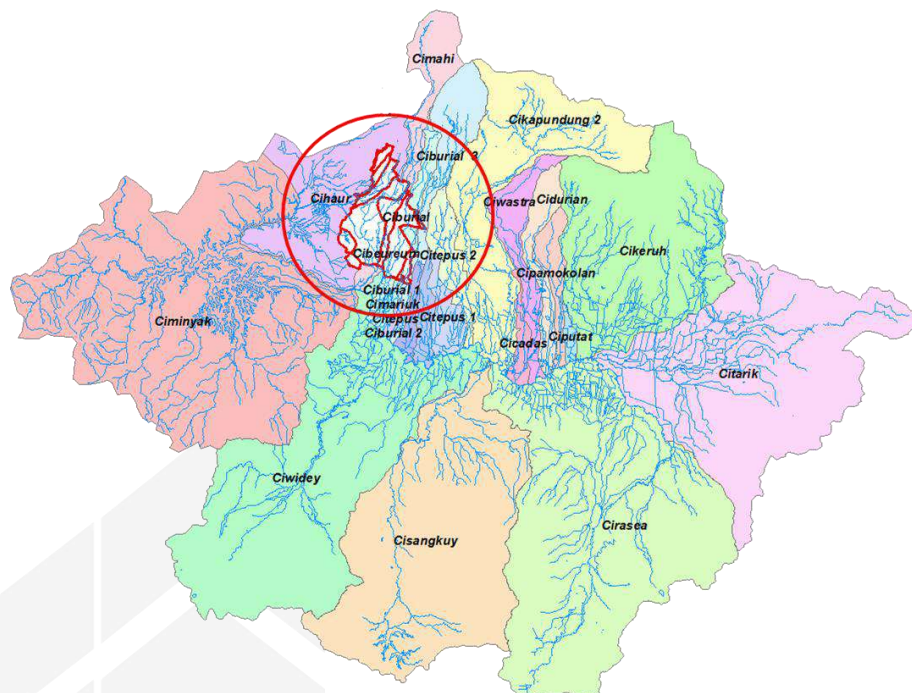 Cimahi
Cikapundung 2
Ciburial 3
Cihaur
Ciwastra
Cidurian
Ciburial
Cibeureum
Citepus 2
Cikeruh
Cipamokolan
Ciburial 1
Cimariuk
Ciminyak
Citepus
Citepus 1
Ciburial 2
Cicadas
Ciputat
Citarik
Ciwidey
Cirasea
Cisangkuy